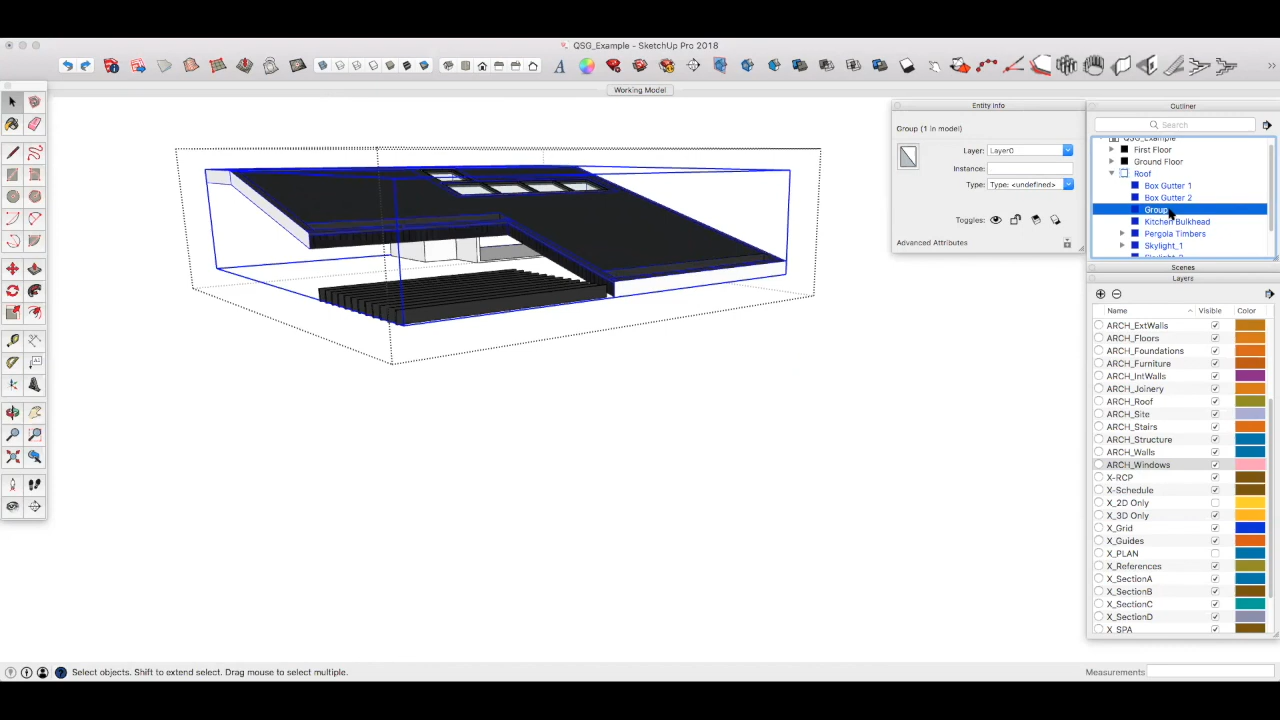 QSG_Example - SketchUp Pro 2018
Working Model
Entity Info
Group (1 in model)
Layer: Layer0
Instance:
Type: Type: <undefined>
Toggles:
Advanced Attributes
Outliner
Search
QSG_Example
First Floor
Ground Floor
Roof
Box Gutter 1
Box Gutter 2
Group
Kitchen Bulkhead
Pergola Timbers
Skylight_1
Scenes
Layers
Name Visible Color
ARCH_ExtWalls
ARCH_Floors
ARCH_Foundations
ARCH_Furniture
ARCH_IntWalls
ARCH_Joinery
ARCH_Roof
ARCH_Site
ARCH_Stairs
ARCH_Structure
ARCH_Walls
ARCH_Windows
X-RCP
X-Schedule
X_2D Only
X_3D Only
X_Grid
X_Guides
X_PLAN
X_References
X_SectionA
X_SectionB
X_SectionC
X_SectionD
X_SPA
Select objects. Shift to extend select. Drag mouse to select multiple.
Measurements